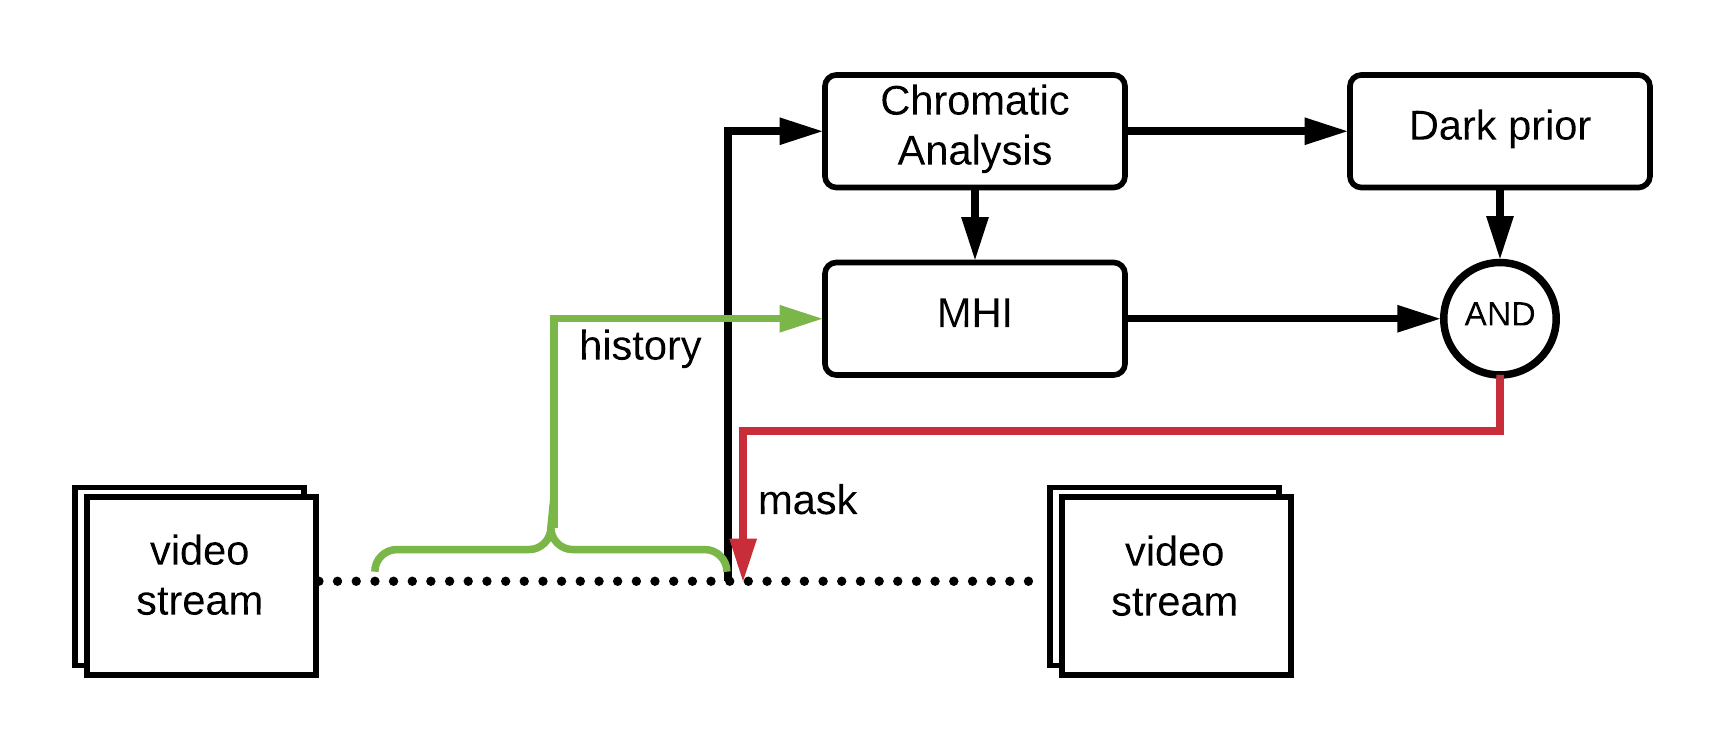 Chromatic
Analysis
Dark prior
MHI
AND
history
mask
video
stream
video
stream